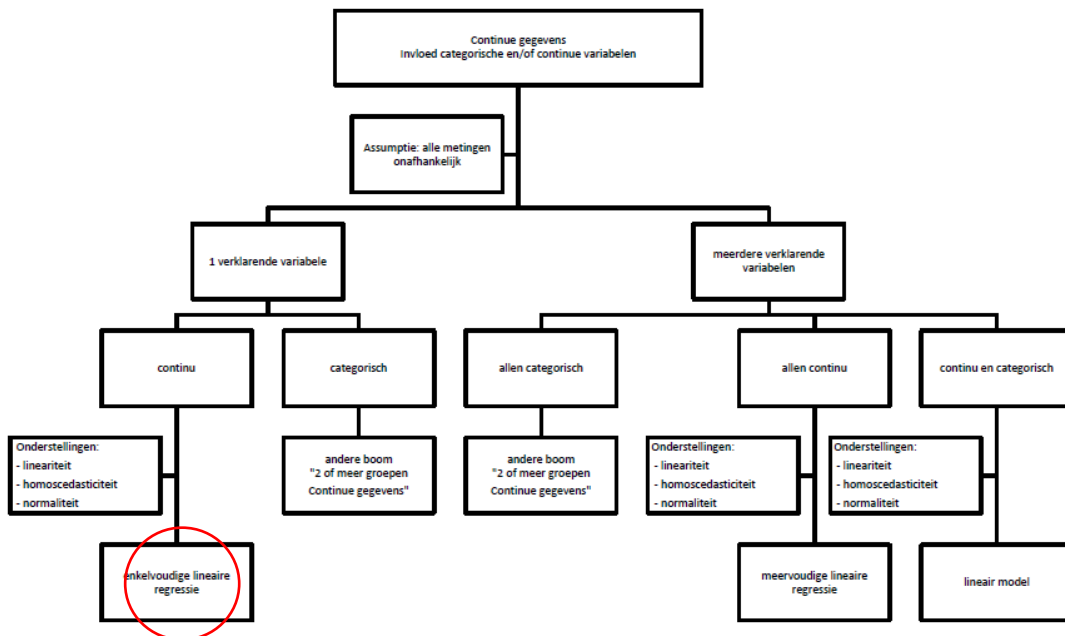 Continue gegevens
Invloed categorische en/of continue variabelen
Assumptie: alle metingen
onafhankelijk
1 verklarende variabele
meerdere verklarende
variabelen
continu
categorisch
allen categorisch
allen continu
continu en categorisch
Onderstellingen:
- lineariteit
- homoscedasticiteit
- normaliteit
andere boom
"2 of meer groepen
Continue gegevens"
andere boom
"2 of meer groepen
Continue gegevens"
Onderstellingen:
- lineariteit
- homoscedasticiteit
- normaliteit
Onderstellingen:
- lineariteit
- homoscedasticiteit
- normaliteit
enkelvoudige lineaire
regressie
meervoudige lineaire
regressie
lineair model